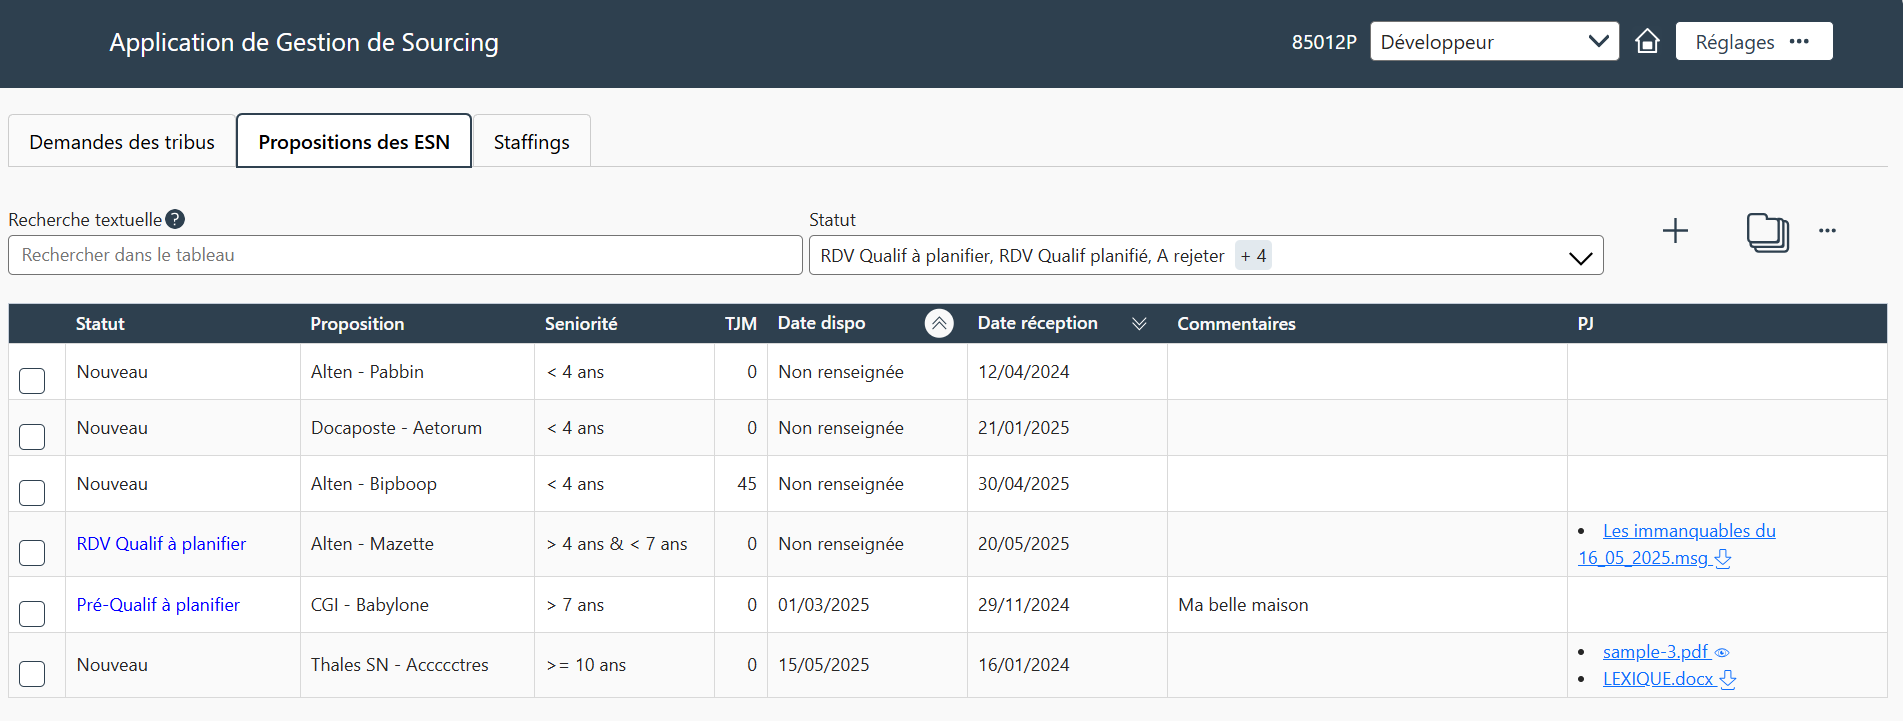 Application de Gestion de Sourcing
85012P
Développeur
Réglages
Demandes des tribus
Propositions des ESN
Staffings
Recherche textuelle ?
Rechercher dans le tableau
Statut
RDV Qualif à planifier, RDV Qualif planifié, A rejeter + 4
Statut Proposition Seniorité TJM Date dispo Date réception Commentaires PJ
Nouveau Alten - Pabbin < 4 ans 0 Non renseignée 12/04/2024
Nouveau Docaposte - Aetorum < 4 ans 0 Non renseignée 21/01/2025
Nouveau Alten - Bipboop < 4 ans 45 Non renseignée 30/04/2025
RDV Qualif à planifier Alten - Mazette > 4 ans & < 7 ans 0 Non renseignée 20/05/2025 • Les immanquables du
16_05_2025.msg
Pré-Qualif à planifier CGI - Babylone > 7 ans 0 01/03/2025 29/11/2024 Ma belle maison
Nouveau Thales SN - Accccctres >= 10 ans 0 15/05/2025 16/01/2024 • sample-3.pdf
• LEXIQUE.docx